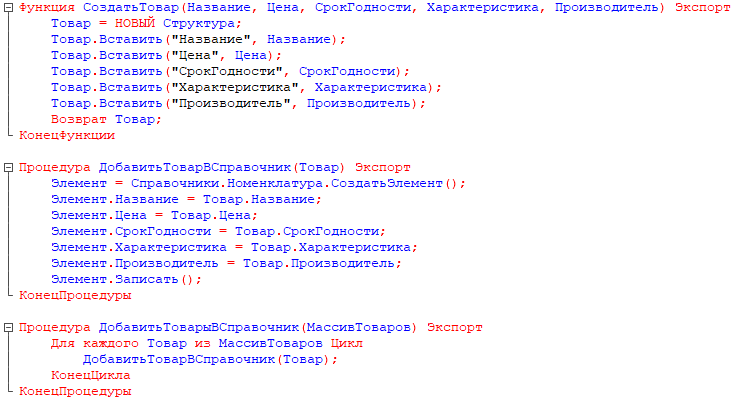 Функция СоздатьТовар(Название, Цена, СрокГодности, Характеристика, Производитель) Экспорт
Товар = НОВЫЙ Структура;
Товар.Вставить("Название", Название);
Товар.Вставить("Цена", Цена);
Товар.Вставить("СрокГодности", СрокГодности);
Товар.Вставить("Характеристика", Характеристика);
Товар.Вставить("Производитель", Производитель);
Возврат Товар;
КонецФункции
Процедура ДобавитьТоварВСправочник(Товар) Экспорт
Элемент = Справочники.Номенклатура.СоздатьЭлемент();
Элемент.Название = Товар.Название;
Элемент.Цена = Товар.Цена;
Элемент.СрокГодности = Товар.СрокГодности;
Элемент.Характеристика = Товар.Характеристика;
Элемент.Производитель = Товар.Производитель;
Элемент.Записать();
КонецПроцедуры
Процедура ДобавитьТоварыВСправочник(МассивТоваров) Экспорт
Для каждого Товар из МассивТоваров Цикл
ДобавитьТоварВСправочник(Товар);
КонецЦикла
КонецПроцедуры